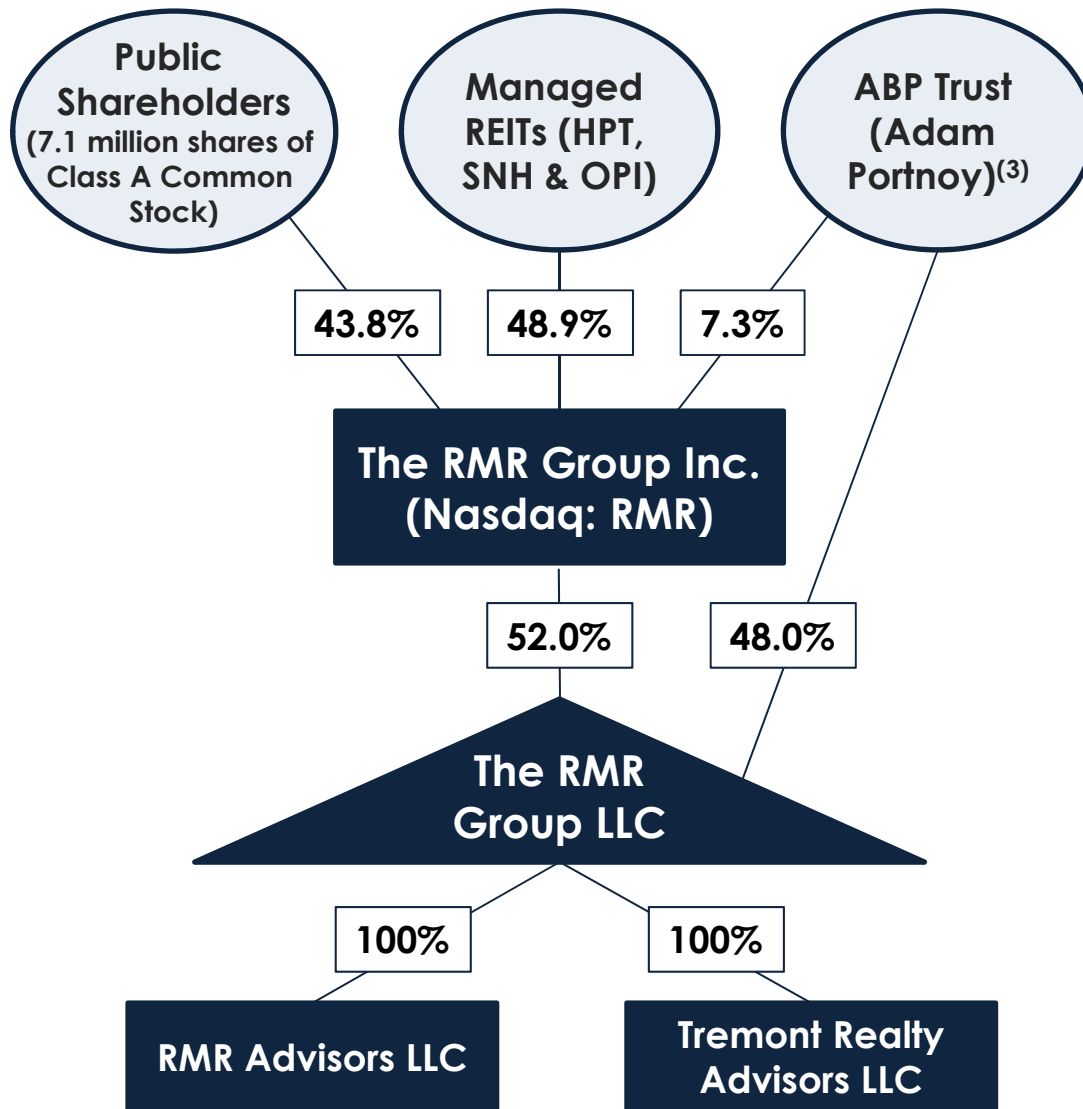 Public
Shareholders
(7.1 million shares of
Class A Common
Stock)
Managed
REITs (HPT,
SNH & OPI)
ABP Trust
(Adam
Portnoy)(3)
43.8%
48.9%
7.3%
The RMR Group Inc.
(Nasdaq: RMR)
52.0%
48.0%
The RMR
Group LLC
100%
100%
RMR Advisors LLC
Tremont Realty
Advisors LLC